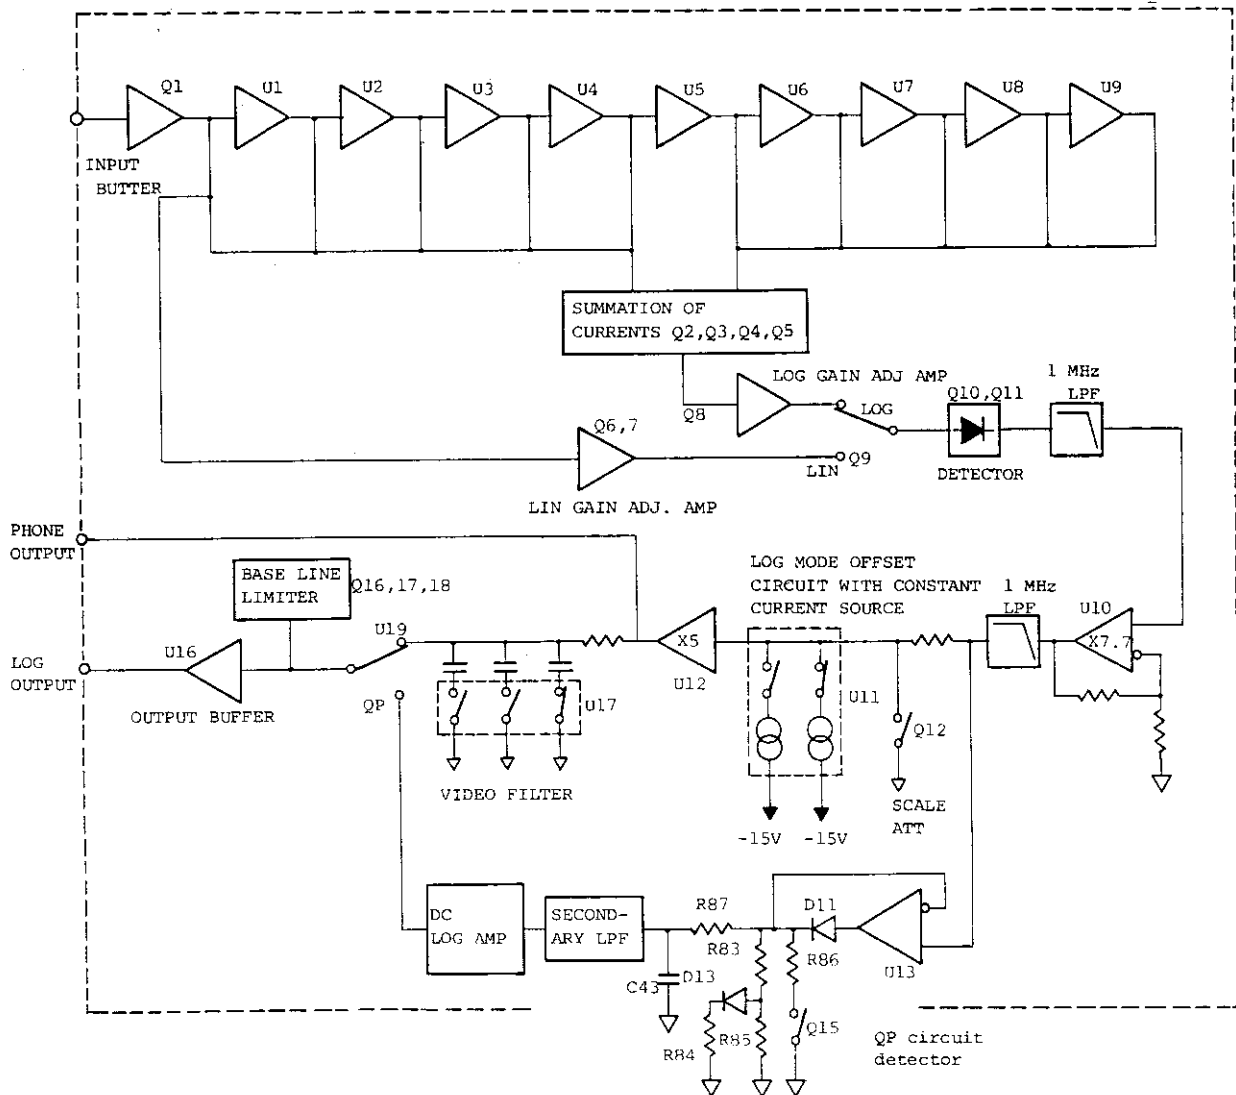 Q1
U1
U2
U3
U4
U5
U6
U7
U8
U9
INPUT
BUTTER
SUMMATION OF
CURRENTS Q2,Q3,Q4,Q5
LOG GAIN ADJ AMP
Q8
LOG
Q10,Q11
1 MHz
LPF
Q6,7
LIN
Q9
DETECTOR
LIN GAIN ADJ. AMP
PHONE
OUTPUT
BASE LINE
LIMITER
Q16,17,18
LOG MODE OFFSET
CIRCUIT WITH CONSTANT
CURRENT SOURCE
1 MHz
LPF
U10
X7.7
U19
X5
U12
U11
LOG
OUTPUT
U16
OUTPUT BUFFER
QP
U17
Q12
VIDEO FILTER
SCALE
ATT
-15V
-15V
DC
LOG AMP
SECOND-
ARY LPF
R87
R83
D11
R86
U13
C43
D13
R84
R85
Q15
QP circuit
detector